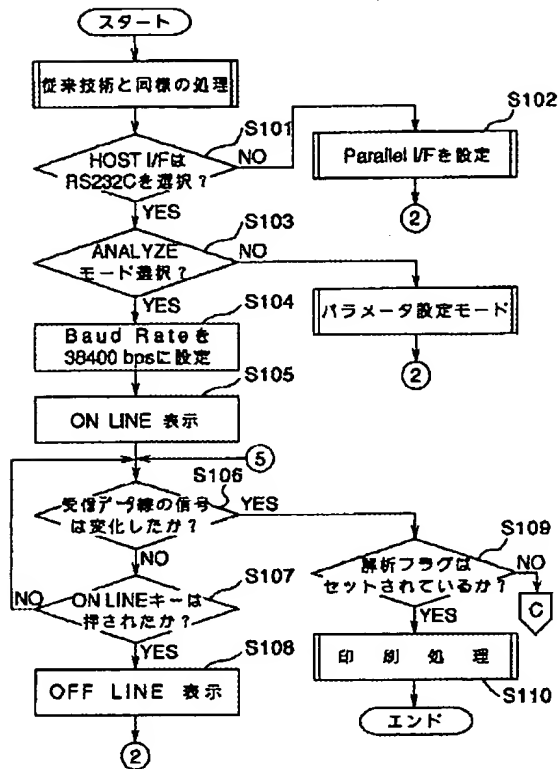 スタート
従来技術と同様の処理
S101
HOST I/Fは
RS232Cを選択？
NO
YES
S102
Parallel I/Fを設定
2
S103
ANALYZE
モード選択？
NO
YES
パラメータ設定モード
2
S104
Baud Rateを
38400 bpsに設定
S105
ON LINE 表示
5
S106
受信データ線の信号
は変化したか？
YES
NO
S107
ON LINEキーは
押されたか？
NO
YES
S108
OFF LINE 表示
2
S109
解析フラグは
セットされているか？
NO
C
YES
印刷処理
S110
エンド